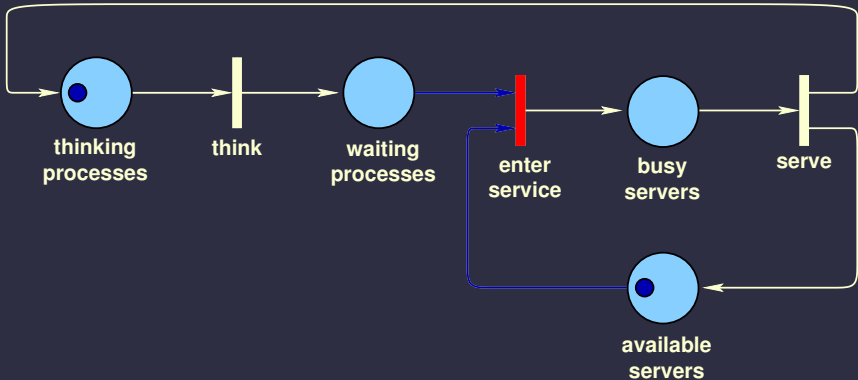 thinking
processes
think
waiting
processes
enter
service
busy
servers
serve
available
servers